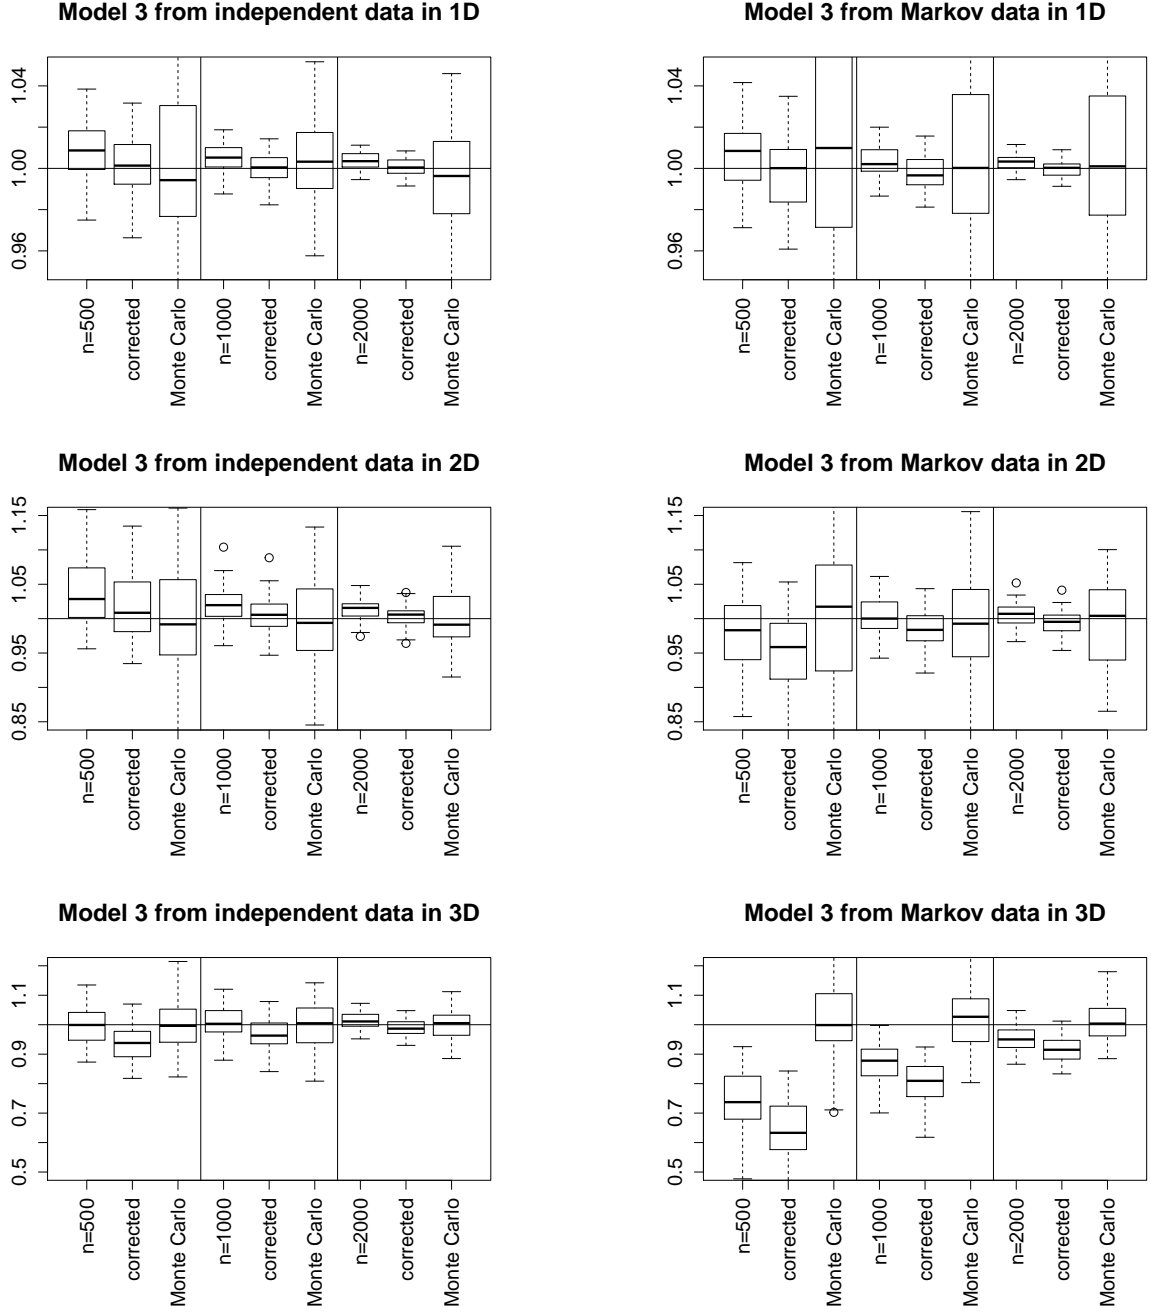 Model 3 from independent data in 1D
1.04
1.00
0.96
n=500
corrected
Monte Carlo
n=1000
corrected
Monte Carlo
n=2000
corrected
Monte Carlo
Model 3 from Markov data in 1D
1.04
1.00
0.96
n=500
corrected
Monte Carlo
n=1000
corrected
Monte Carlo
n=2000
corrected
Monte Carlo
Model 3 from independent data in 2D
1.15
1.05
0.95
0.85
n=500
corrected
Monte Carlo
n=1000
corrected
Monte Carlo
n=2000
corrected
Monte Carlo
Model 3 from Markov data in 2D
1.15
1.05
0.95
0.85
n=500
corrected
Monte Carlo
n=1000
corrected
Monte Carlo
n=2000
corrected
Monte Carlo
Model 3 from independent data in 3D
1.1
0.9
0.7
0.5
n=500
corrected
Monte Carlo
n=1000
corrected
Monte Carlo
n=2000
corrected
Monte Carlo
Model 3 from Markov data in 3D
1.1
0.9
0.7
0.5
n=500
corrected
Monte Carlo
n=1000
corrected
Monte Carlo
n=2000
corrected
Monte Carlo